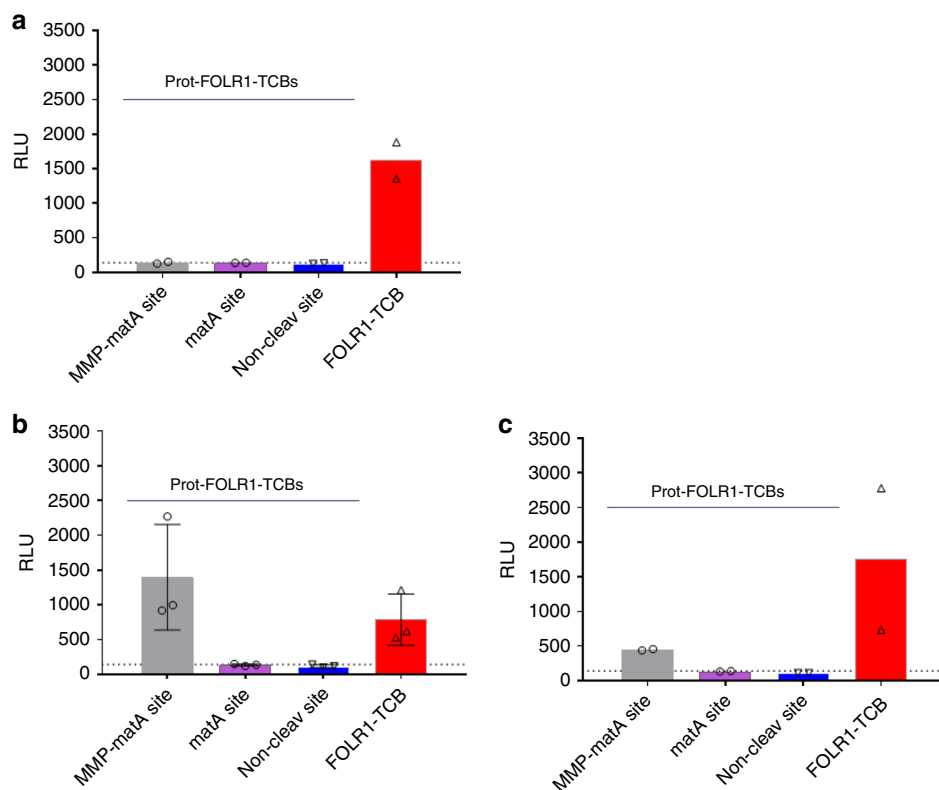 a
3500
3000
2500
2000
1500
1000
500
0
RLU
Prot-FOLR1-TCBs
MMP-matA site
matA site
Non-cleav site
FOLR1-TCB
b
3500
3000
2500
2000
1500
1000
500
0
RLU
Prot-FOLR1-TCBs
MMP-matA site
matA site
Non-cleav site
FOLR1-TCB
c
3500
3000
2500
2000
1500
1000
500
0
RLU
Prot-FOLR1-TCBs
MMP-matA site
matA site
Non-cleav site
FOLR1-TCB